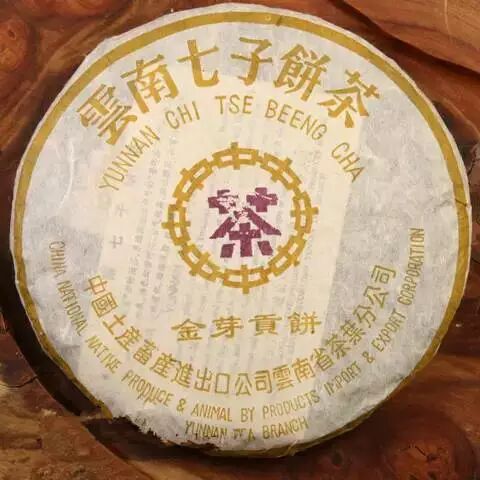 雲南七子餅茶
YUNNAN CHI TSE BEENG CHA
茶
金芽貢餅
中國土產畜產進出口公司雲南省茶葉分公司
CHINA NATIONAL NATIVE PRODUCE & ANIMAL BY PRODUCTS IMPORT & EXPORT CORPORATION
YUNNAN TEA BRANCH